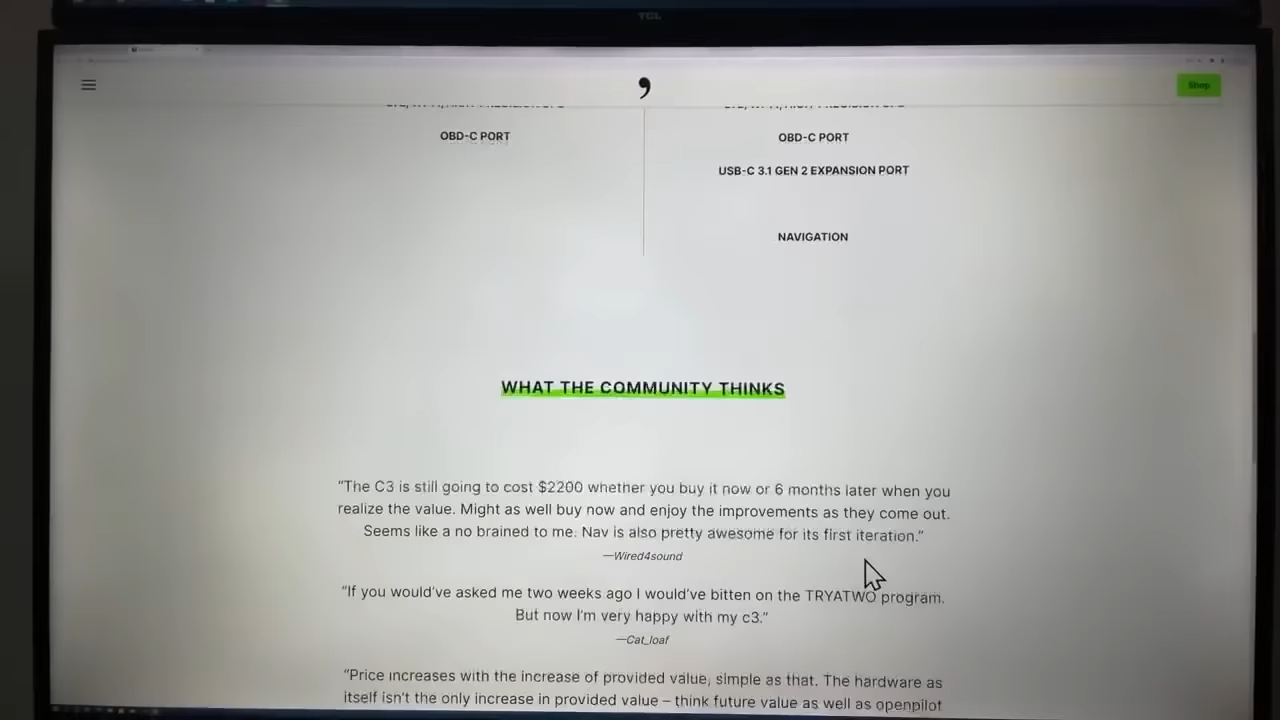 TCL
Shop
OBD-C PORT
OBD-C PORT
USB-C 3.1 GEN 2 EXPANSION PORT
NAVIGATION
WHAT THE COMMUNITY THINKS
“The C3 is still going to cost $2200 whether you buy it now or 6 months later when you
realize the value. Might as well buy now and enjoy the improvements as they come out.
Seems like a no brained to me. Nav is also pretty awesome for its first iteration.”
—Wired4sound
“If you would’ve asked me two weeks ago I would’ve bitten on the TRYATWO program.
But now I’m very happy with my c3.”
—Cat_loaf
“Price increases with the increase of provided value, simple as that. The hardware as
itself isn’t the only increase in provided value – think future value as well as openpilot